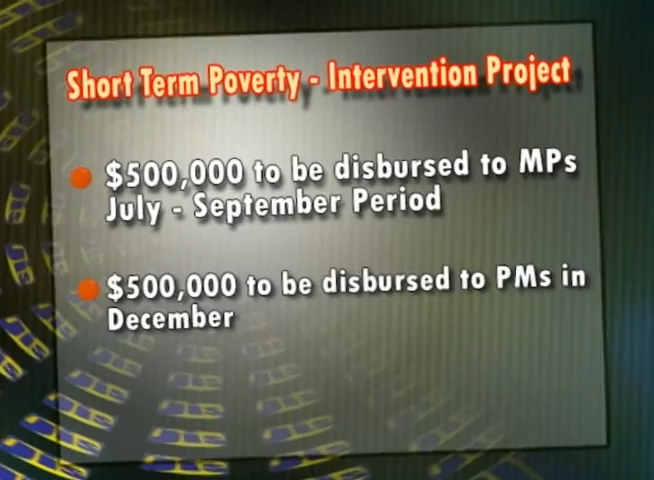 Short Term Poverty - Intervention Project
$500,000 to be disbursed to MPs
July - September Period
$500,000 to be disbursed to PMs in
December